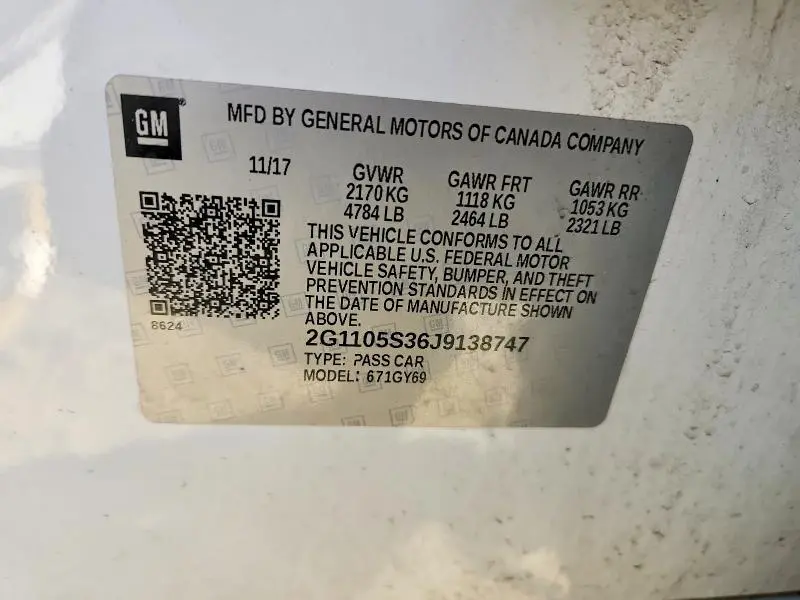 GM
MFD BY GENERAL MOTORS OF CANADA COMPANY
11/17 GVWR GAWR FRT GAWR RR
2170 KG 1118 KG 1053 KG
4784 LB 2464 LB 2321 LB
THIS VEHICLE CONFORMS TO ALL
APPLICABLE U.S. FEDERAL MOTOR
VEHICLE SAFETY, BUMPER, AND THEFT
PREVENTION STANDARDS IN EFFECT ON
THE DATE OF MANUFACTURE SHOWN
ABOVE.
8624
2G1105S36J9138747
TYPE: PASS CAR
MODEL: 671GY69